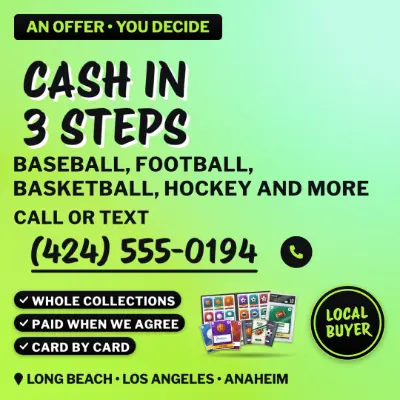 AN OFFER • YOU DECIDE
CASH IN
3 STEPS
BASEBALL, FOOTBALL,
BASKETBALL, HOCKEY AND MORE
CALL OR TEXT
(424) 555-0194
WHOLE COLLECTIONS
PAID WHEN WE AGREE
CARD BY CARD
LOCAL
BUYER
LONG BEACH • LOS ANGELES • ANAHEIM